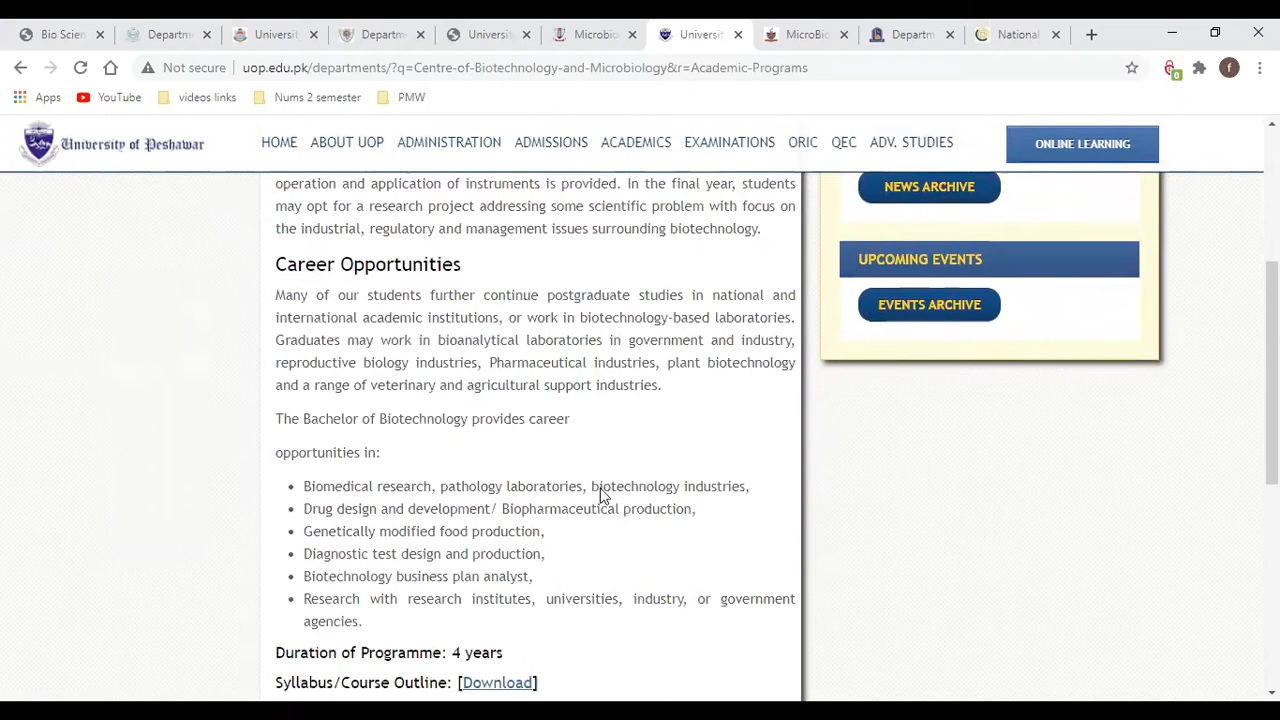 Bio Scien
Departm
Universi
Departm
Universi
Microbio
Universit
MicroBio
Departm
National
Not secure
uop.edu.pk/departments/?q=Centre-of-Biotechnology-and-Microbiology&r=Academic-Programs
0
f
Apps
YouTube
videos links
Nums 2 semester
PMW
University of Peshawar
HOME
ABOUT UOP
ADMINISTRATION
ADMISSIONS
ACADEMICS
EXAMINATIONS
ORIC
QEC
ADV. STUDIES
ONLINE LEARNING
operation and application of instruments is provided. In the final year, students
may opt for a research project addressing some scientific problem with focus on
the industrial, regulatory and management issues surrounding biotechnology.
Career Opportunities
Many of our students further continue postgraduate studies in national and
international academic institutions, or work in biotechnology-based laboratories.
Graduates may work in bioanalytical laboratories in government and industry,
reproductive biology industries, Pharmaceutical industries, plant biotechnology
and a range of veterinary and agricultural support industries.
The Bachelor of Biotechnology provides career
opportunities in:
• Biomedical research, pathology laboratories, biotechnology industries,
• Drug design and development/ Biopharmaceutical production,
• Genetically modified food production,
• Diagnostic test design and production,
• Biotechnology business plan analyst,
• Research with research institutes, universities, industry, or government
agencies.
Duration of Programme: 4 years
Syllabus/Course Outline: [Download]
NEWS ARCHIVE
UPCOMING EVENTS
EVENTS ARCHIVE